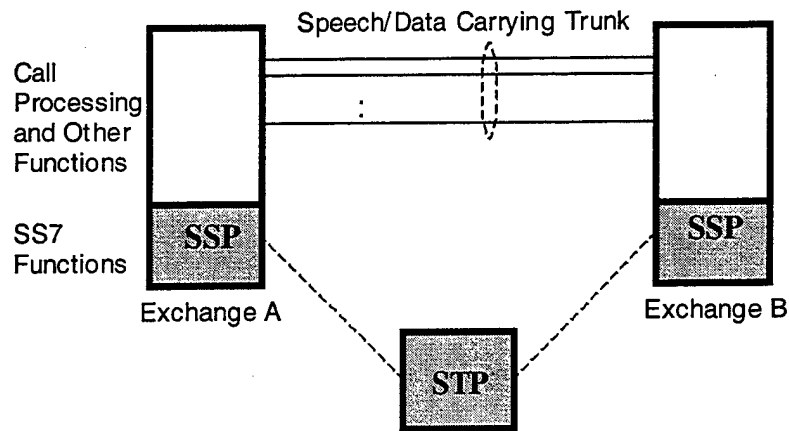 Speech/Data Carrying Trunk
Call
Processing
and Other
Functions
SS7
Functions
SSP
SSP
Exchange A
Exchange B
STP